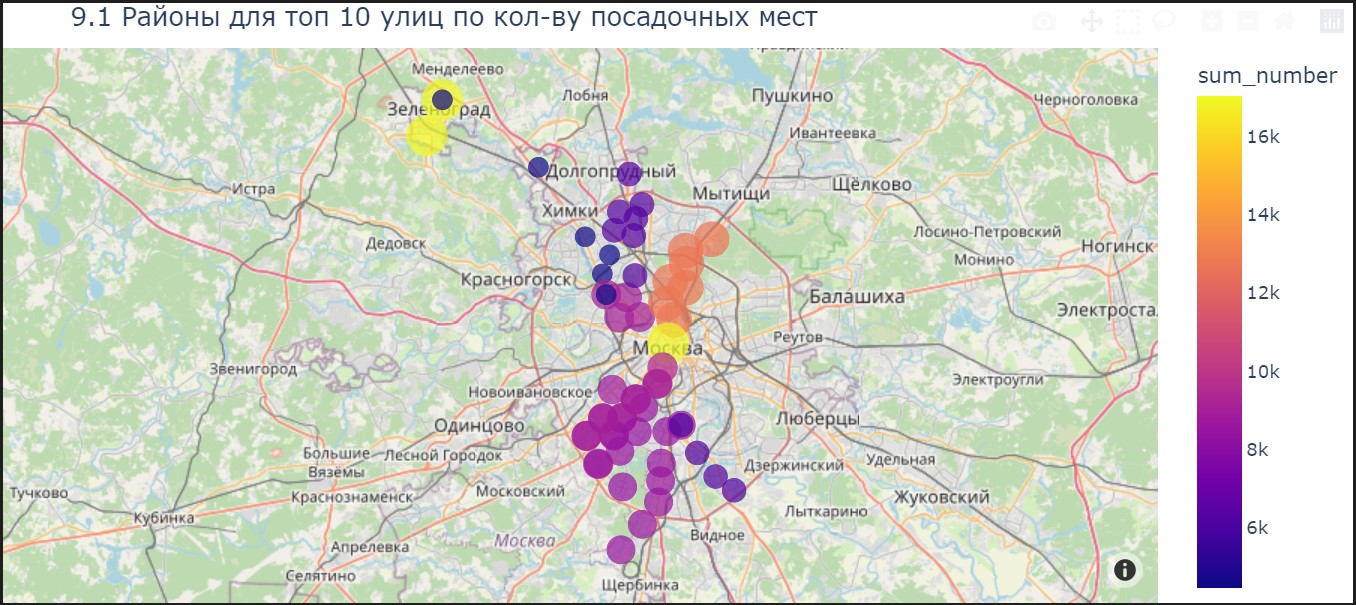 9.1 Районы для топ 10 улиц по кол-ву посадочных мест
sum_number
Менделеево
Зеленоград
Лобня
Пушкино
Черноголовка
Ивантеевка
16k
Истра
Долгопрудный
Мытищи
Щёлково
Химки
14k
Дедовск
Лосино-Петровский
Ногинск
Монино
Красногорск
Балашиха
12k
Электроста
Москва
Реутов
Звенигород
10k
Новоивановское
Электроугли
Одинцово
Люберцы
Большие
Вязёмы
Лесной Городок
8k
Дзержинский
Удельная
Тучково
Краснознаменск
Московский
Жуковский
Кубинка
Лыткарино
6k
Апрелевка
Москва
Видное
Селятино
Щербинка